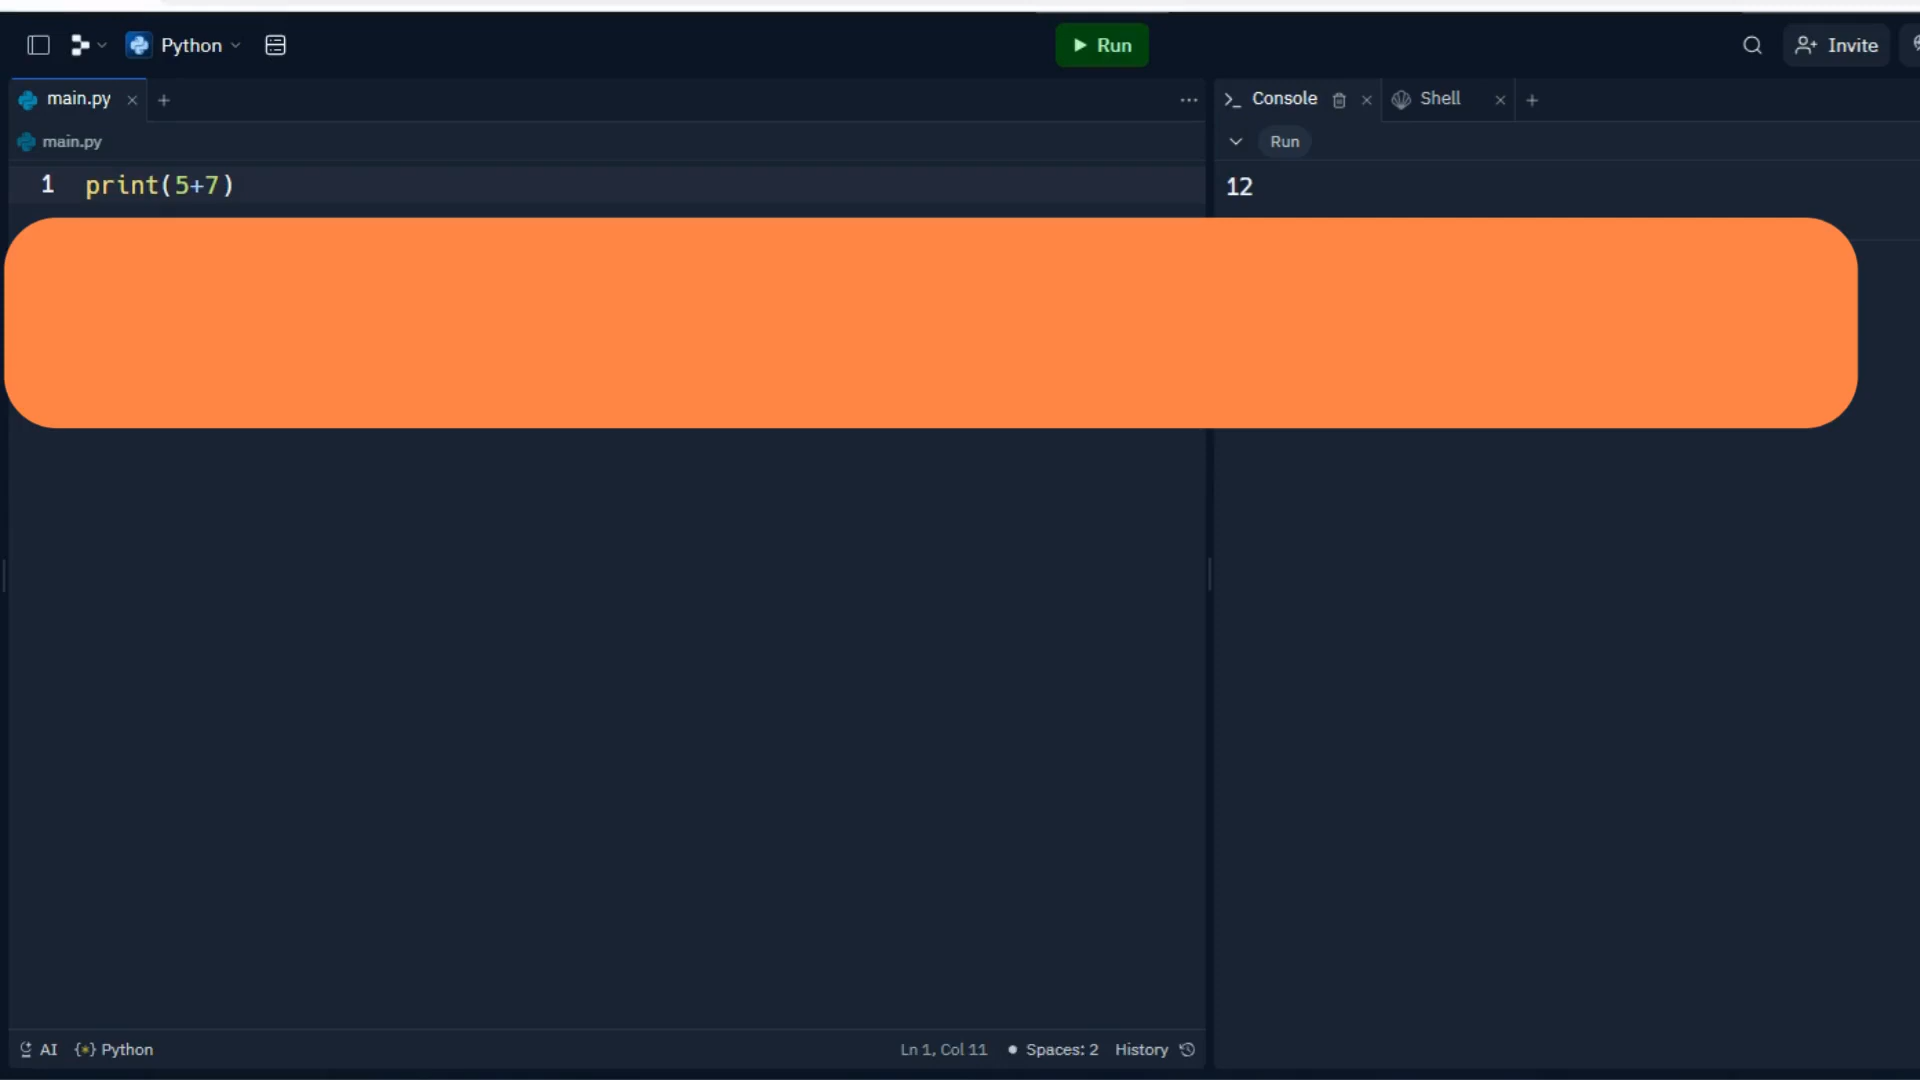 Python
Run
Invite
main.py
Console
Shell
main.py
Run
1 print(5+7)
12
AI
{*} Python
Ln 1, Col 11
Spaces: 2
History